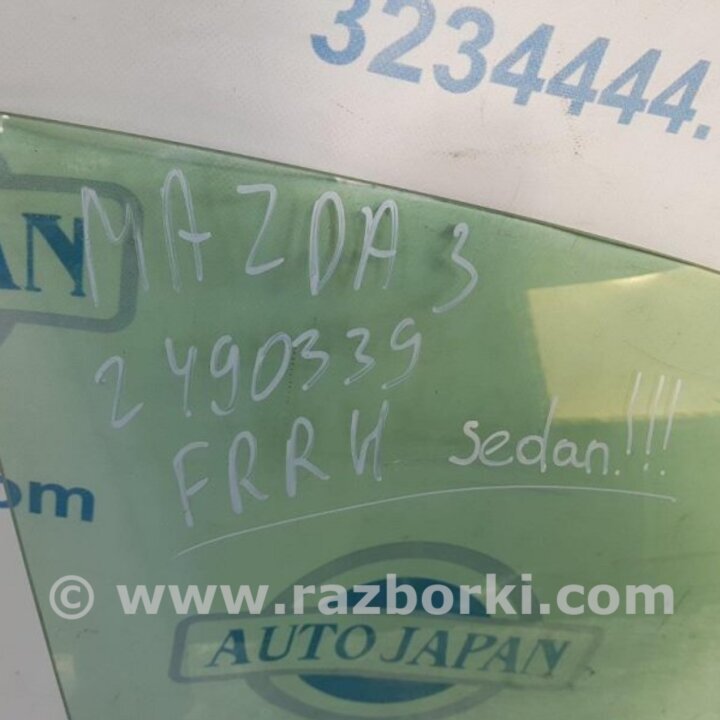 3234444.
AN
MAZDA 3
2490339
FRRH sedan.!!!
om
© www.razborki.com
AUTO JAPAN